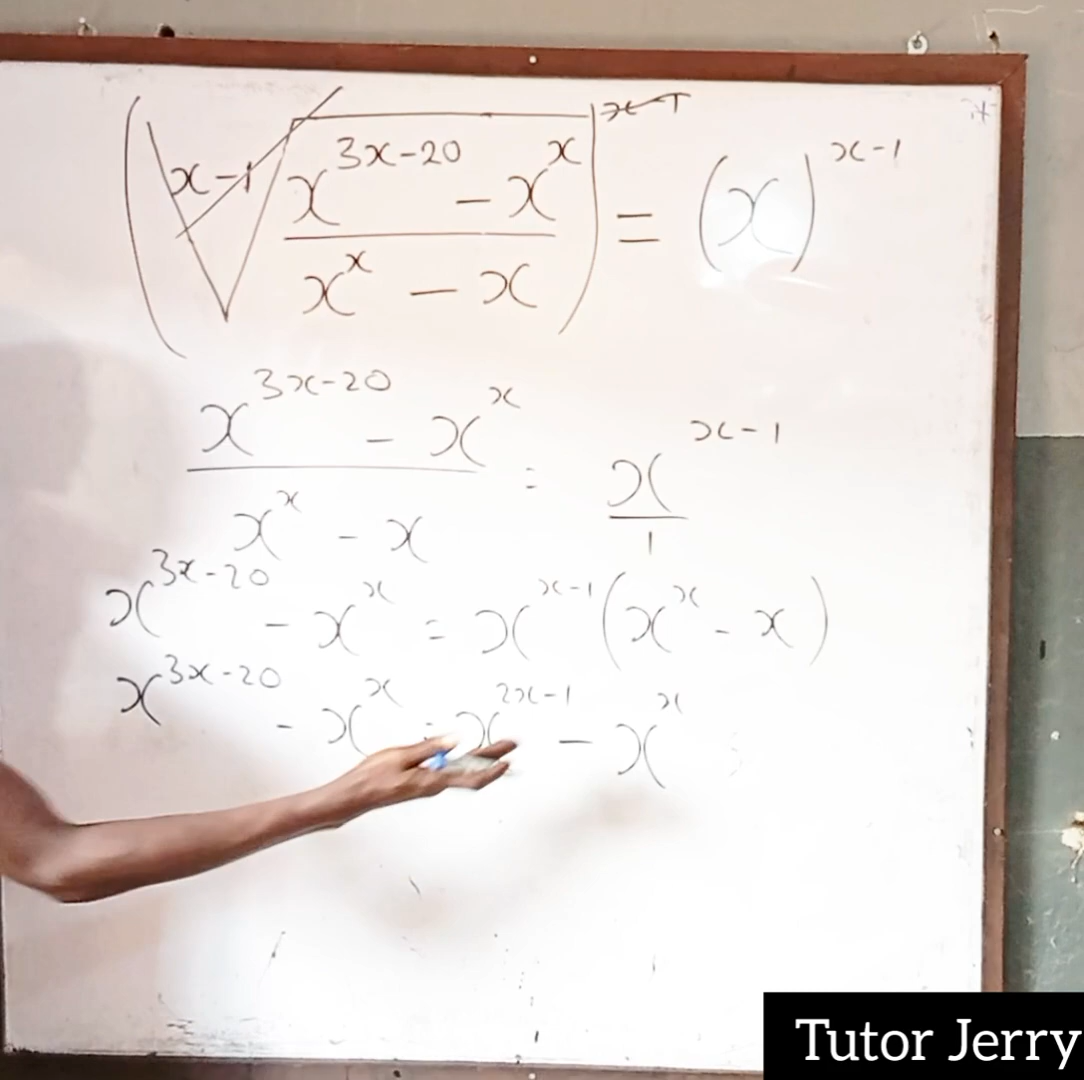 (ˣ⁻¹√((x^(3x-20) - x^x)/(x^x - x)))^(x-1) = (x)^(x-1)
(x^(3x-20) - x^x)/(x^x - x) = x^(x-1)/1
x^(3x-20) - x^x = x^(x-1) (x^x - x)
x^(3x-20) - x^x = x^(2x-1) - x^x
Tutor Jerry